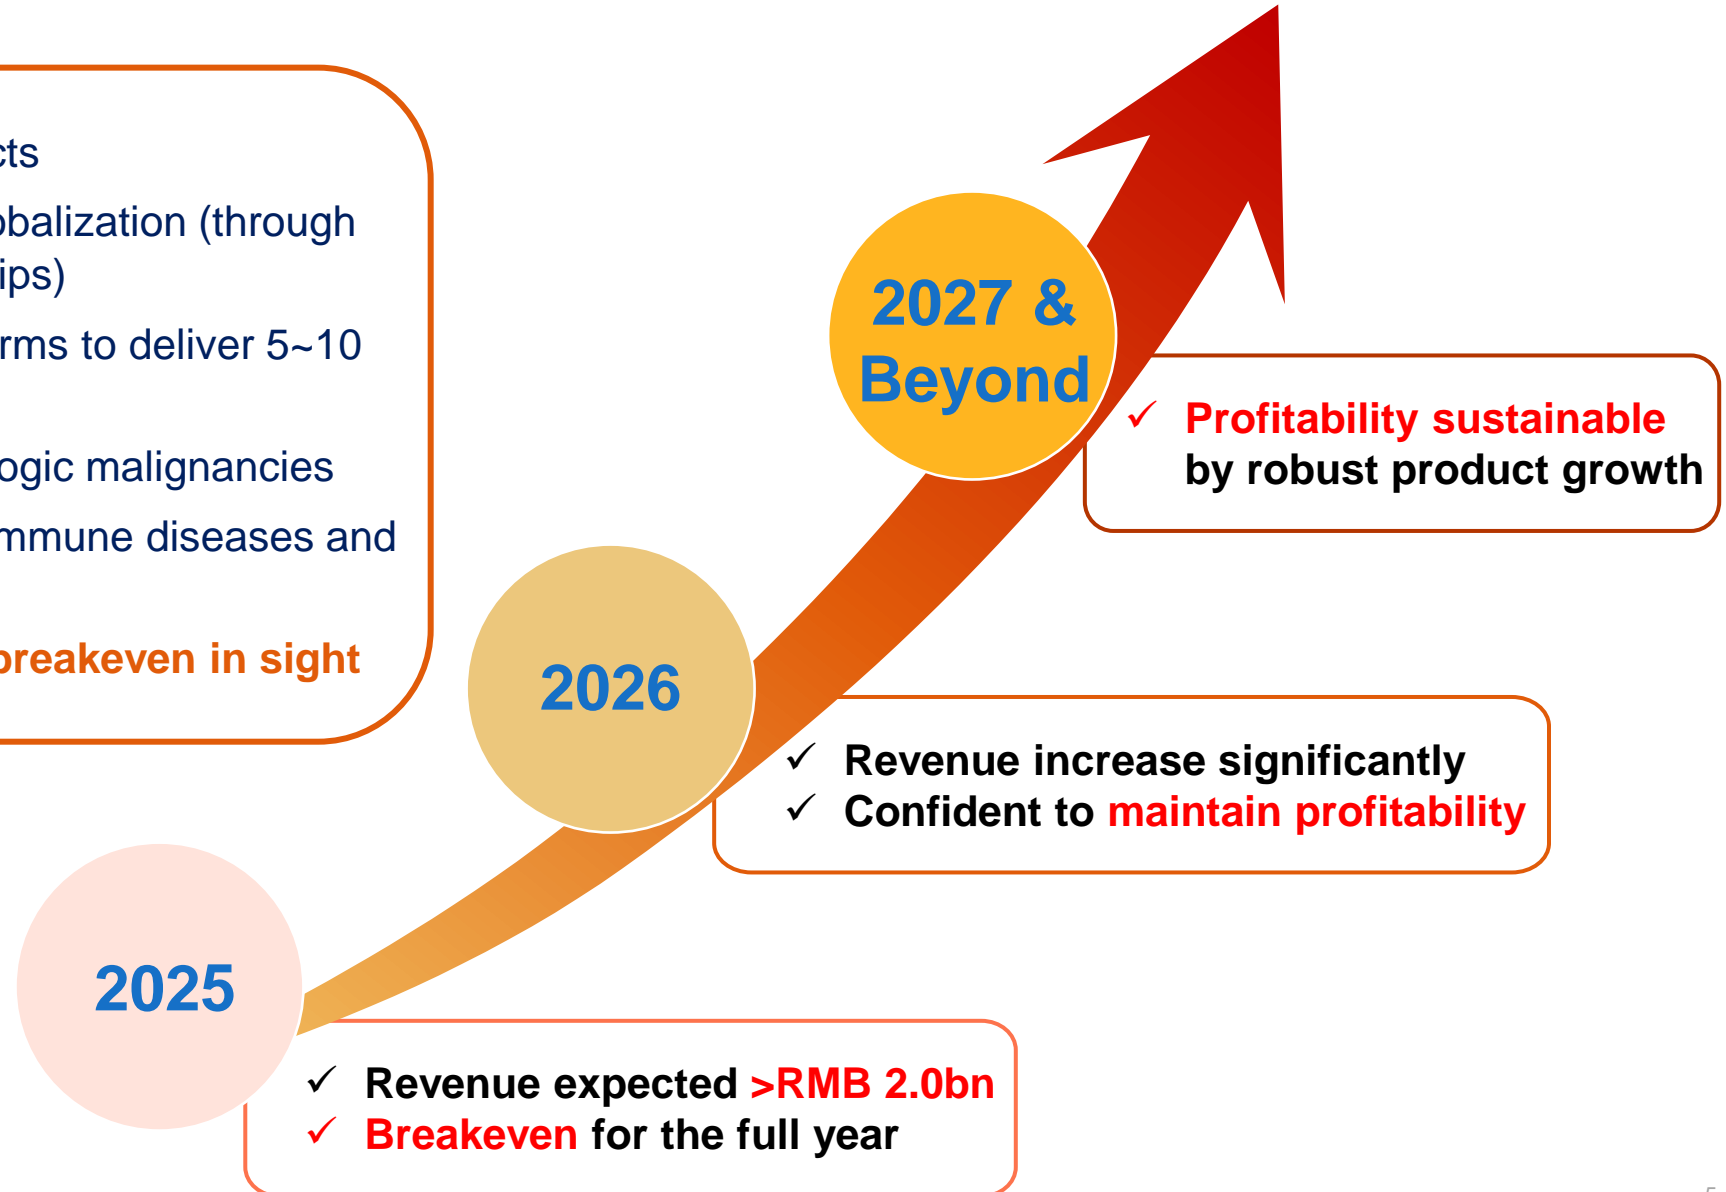 cts
obalization (through
ips)
rms to deliver 5~10
ogic malignancies
mmune diseases and
breakeven in sight
2027 &
Beyond
✓ Profitability sustainable
by robust product growth
2026
✓ Revenue increase significantly
✓ Confident to maintain profitability
2025
✓ Revenue expected >RMB 2.0bn
✓ Breakeven for the full year